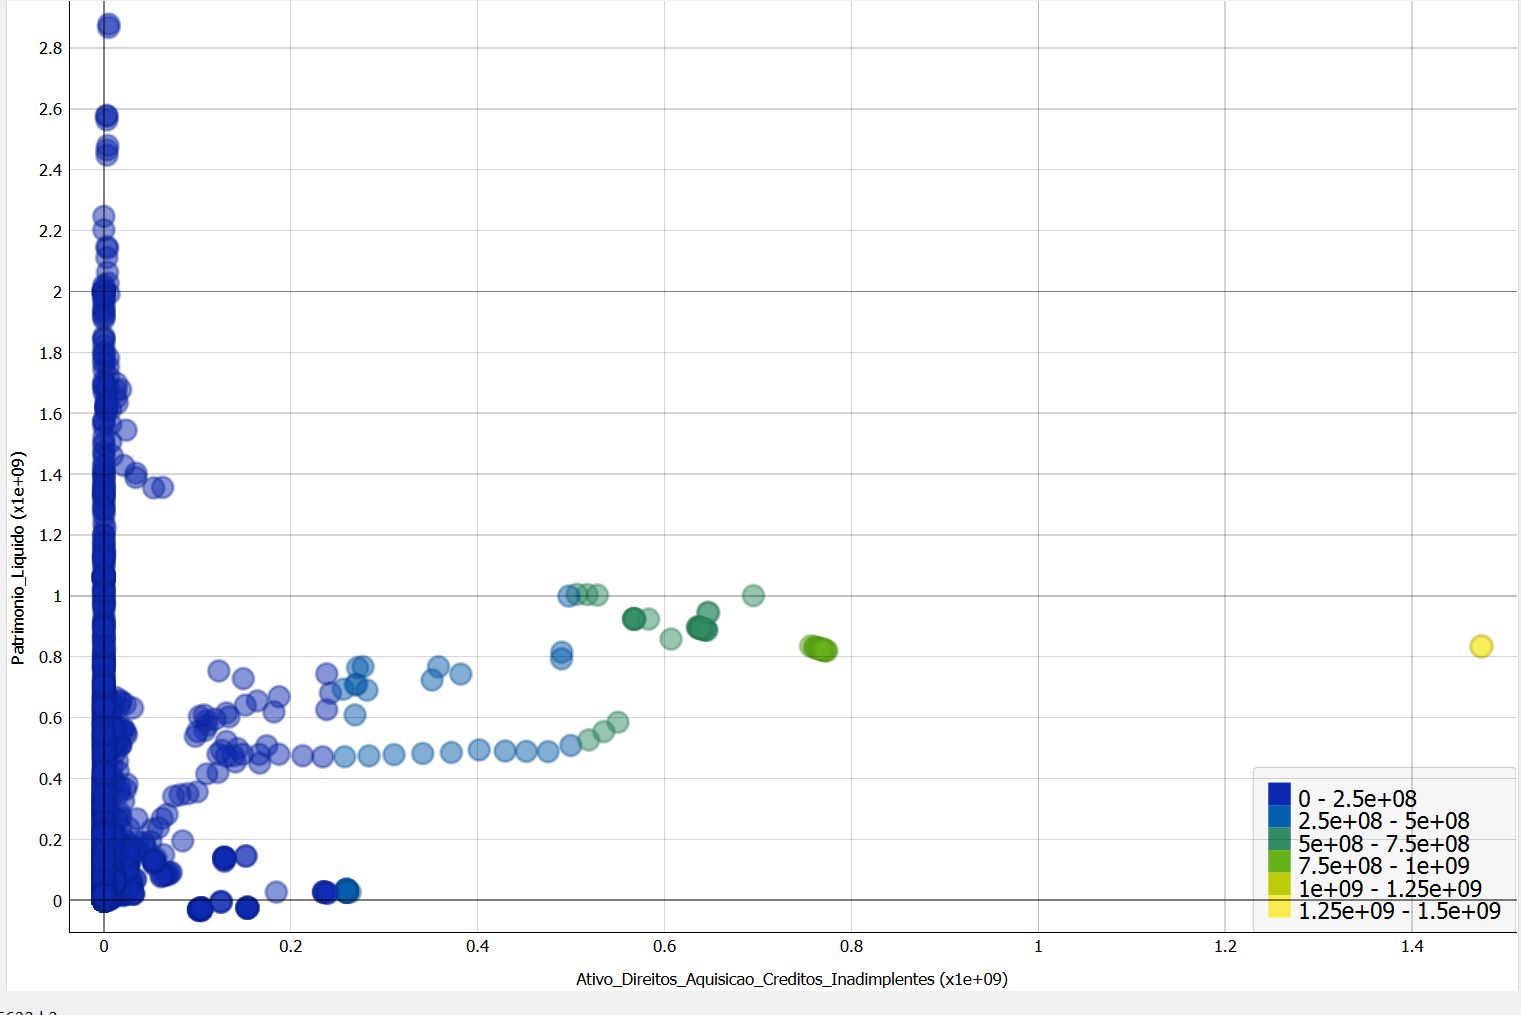 2.8
2.6
2.4
2.2
2
1.8
1.6
1.4
1.2
1
0.8
0.6
0.4
0.2
0
Patrimonio_Liquido (x1e+09)
0 - 2.5e+08
2.5e+08 - 5e+08
5e+08 - 7.5e+08
7.5e+08 - 1e+09
1e+09 - 1.25e+09
1.25e+09 - 1.5e+09
0 0.2 0.4 0.6 0.8 1 1.2 1.4
Ativo_Direitos_Aquisicao_Creditos_Inadimplentes (x1e+09)